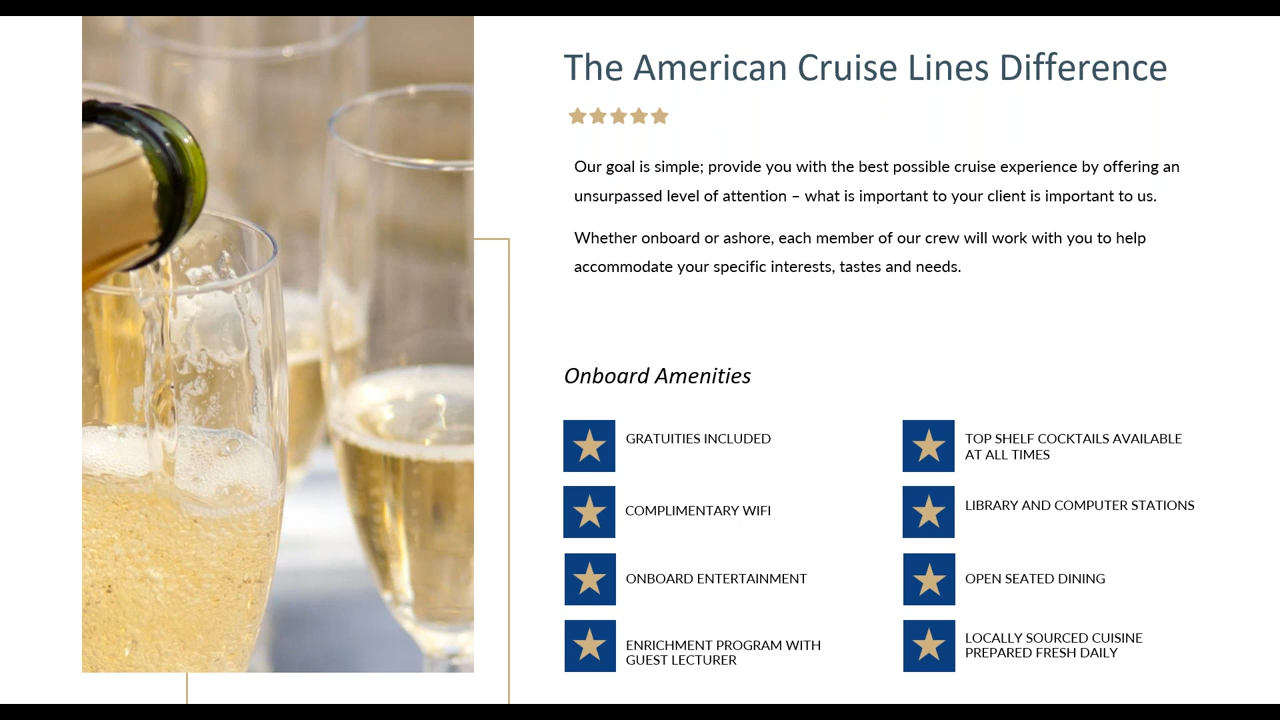 The American Cruise Lines Difference
Our goal is simple; provide you with the best possible cruise experience by offering an
unsurpassed level of attention – what is important to your client is important to us.
Whether onboard or ashore, each member of our crew will work with you to help
accommodate your specific interests, tastes and needs.
Onboard Amenities
GRATUITIES INCLUDED
TOP SHELF COCKTAILS AVAILABLE
AT ALL TIMES
COMPLIMENTARY WIFI
LIBRARY AND COMPUTER STATIONS
ONBOARD ENTERTAINMENT
OPEN SEATED DINING
ENRICHMENT PROGRAM WITH
GUEST LECTURER
LOCALLY SOURCED CUISINE
PREPARED FRESH DAILY